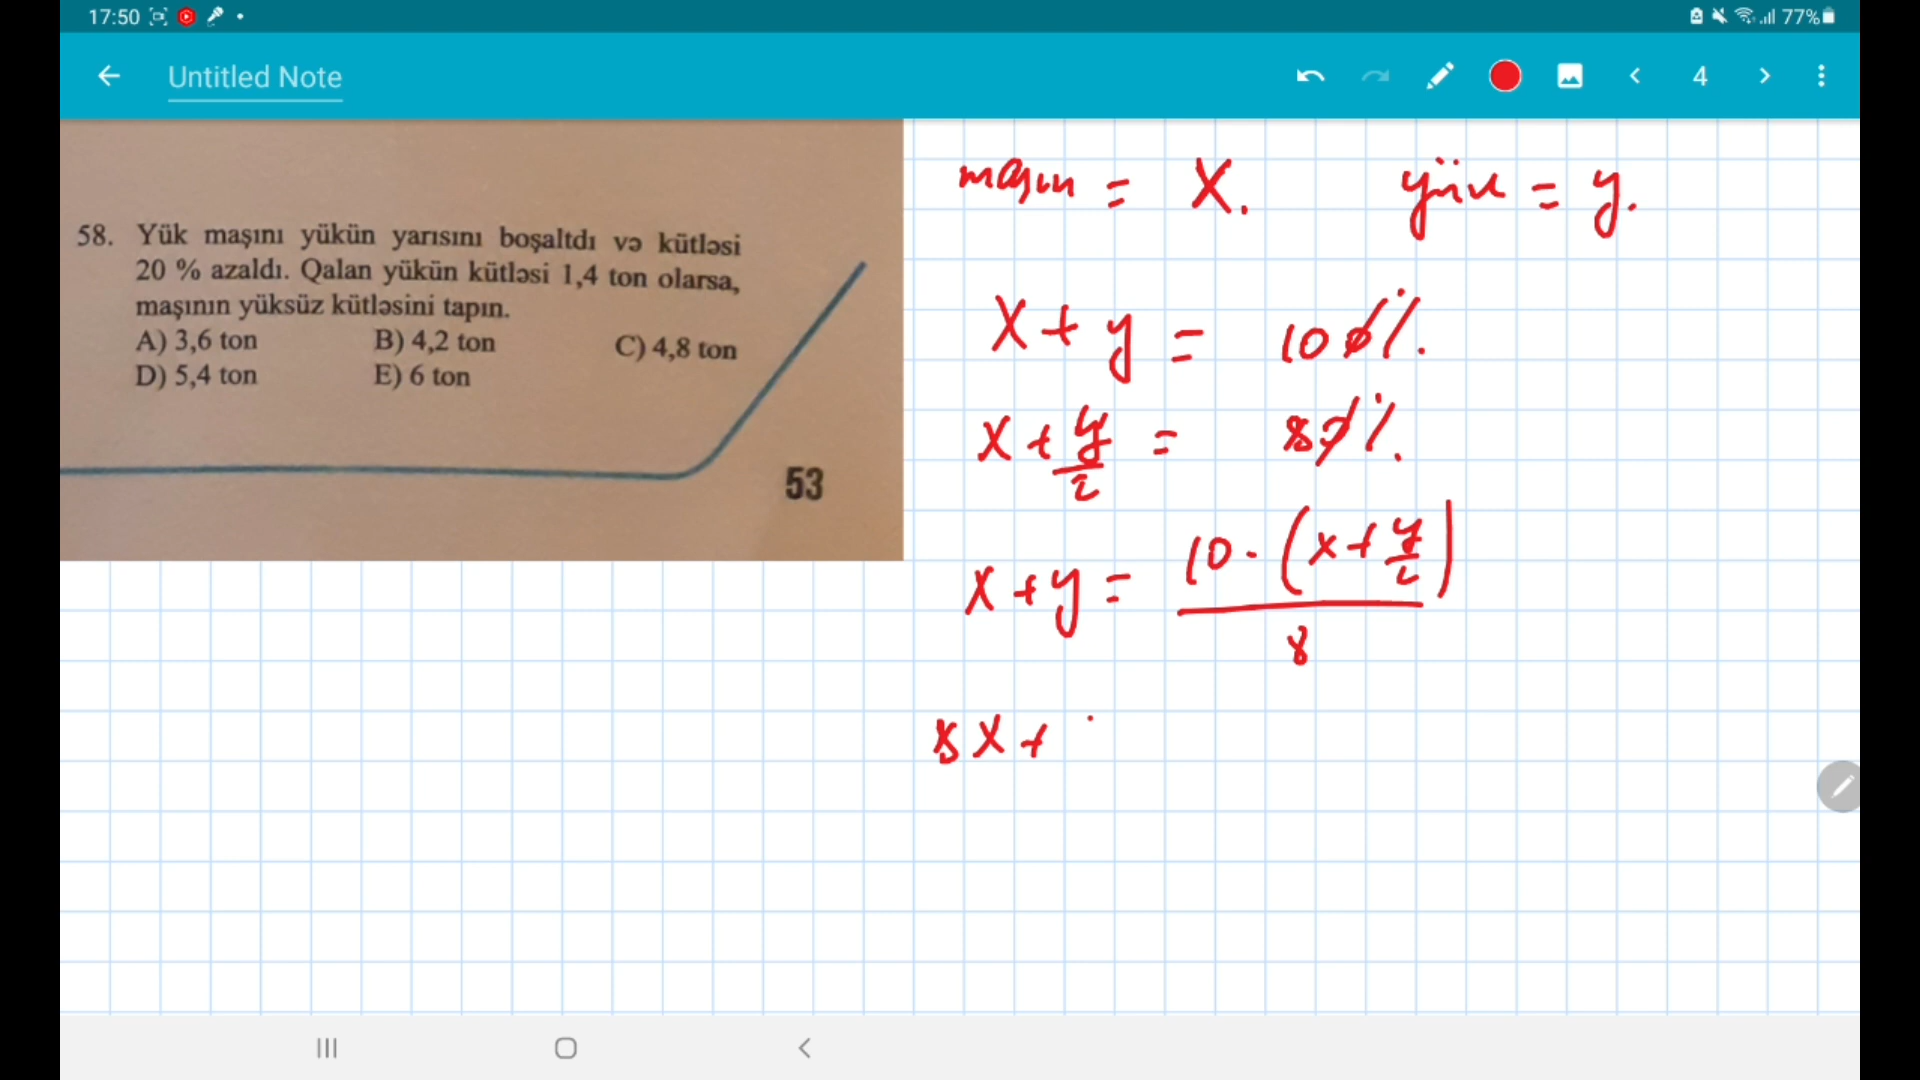 17:50
77%
Untitled Note
4
58. Yük maşını yükün yarısını boşaltdı və kütləsi
20 % azaldı. Qalan yükün kütləsi 1,4 ton olarsa,
maşının yüksüz kütləsini tapın.
A) 3,6 ton B) 4,2 ton C) 4,8 ton
D) 5,4 ton E) 6 ton
53
maşın = x. yük = y.
x + y = 100%.
x + y/2 = 80%.
x + y = 10 · (x + y/2) / 8
8x +